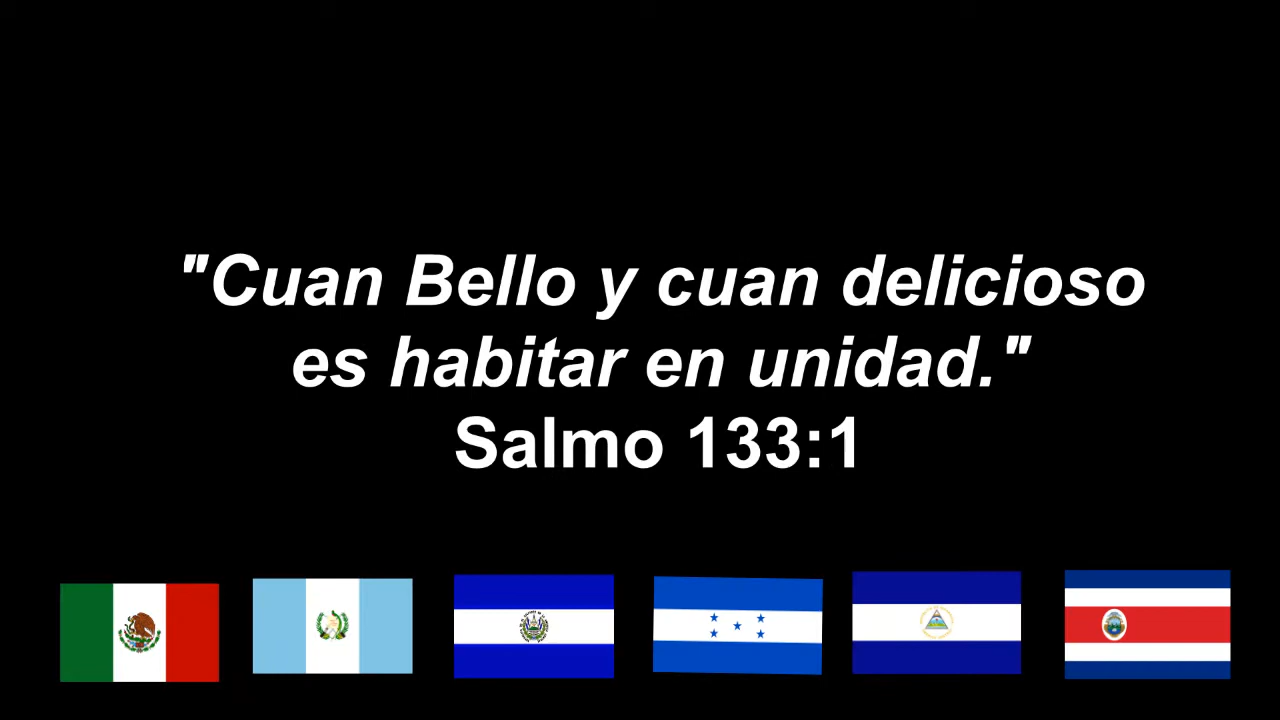 "Cuan Bello y cuan delicioso
es habitar en unidad."
Salmo 133:1